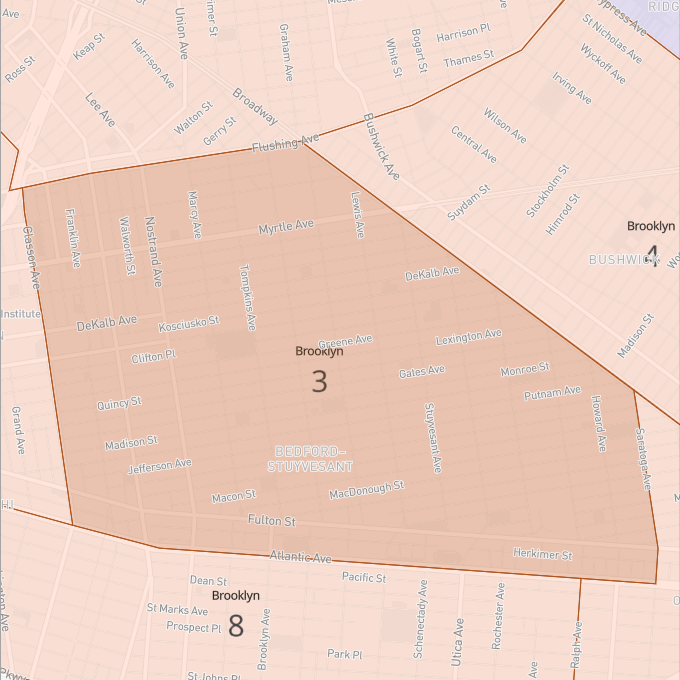 Ave
Ross St
Keap St
Harrison Ave
Union Ave
Graham Ave
White St
Bogart St
Harrison Pl
Thames St
RIDG
St Nicholas Ave
Wyckoff Ave
Irving Ave
Lee Ave
Walton St
Gerry St
Broadway
Flushing Ave
Bushwick Ave
Wilson Ave
Central Ave
Suydam St
Stockholm St
Himrod St
Classon Ave
Franklin Ave
Walworth St
Nostrand Ave
Marcy Ave
Myrtle Ave
Lewis Ave
Brooklyn
4
BUSHWICK
DeKalb Ave
Tompkins Ave
Institute
DeKalb Ave
Kosciusko St
Clifton Pl
Greene Ave
Lexington Ave
Madison St
Brooklyn
3
Gates Ave
Monroe St
Putnam Ave
Quincy St
Grand Ave
Madison St
Jefferson Ave
Stuyvesant Ave
Howard Ave
Saratoga Ave
BEDFORD-
STUYVESANT
Macon St
MacDonough St
Fulton St
Atlantic Ave
Herkimer St
Dean St
Pacific St
Brooklyn
8
St Marks Ave
Prospect Pl
Brooklyn Ave
Schenectady Ave
Utica Ave
Rochester Ave
Ralph Ave
Park Pl
St Johns Pl
Ave